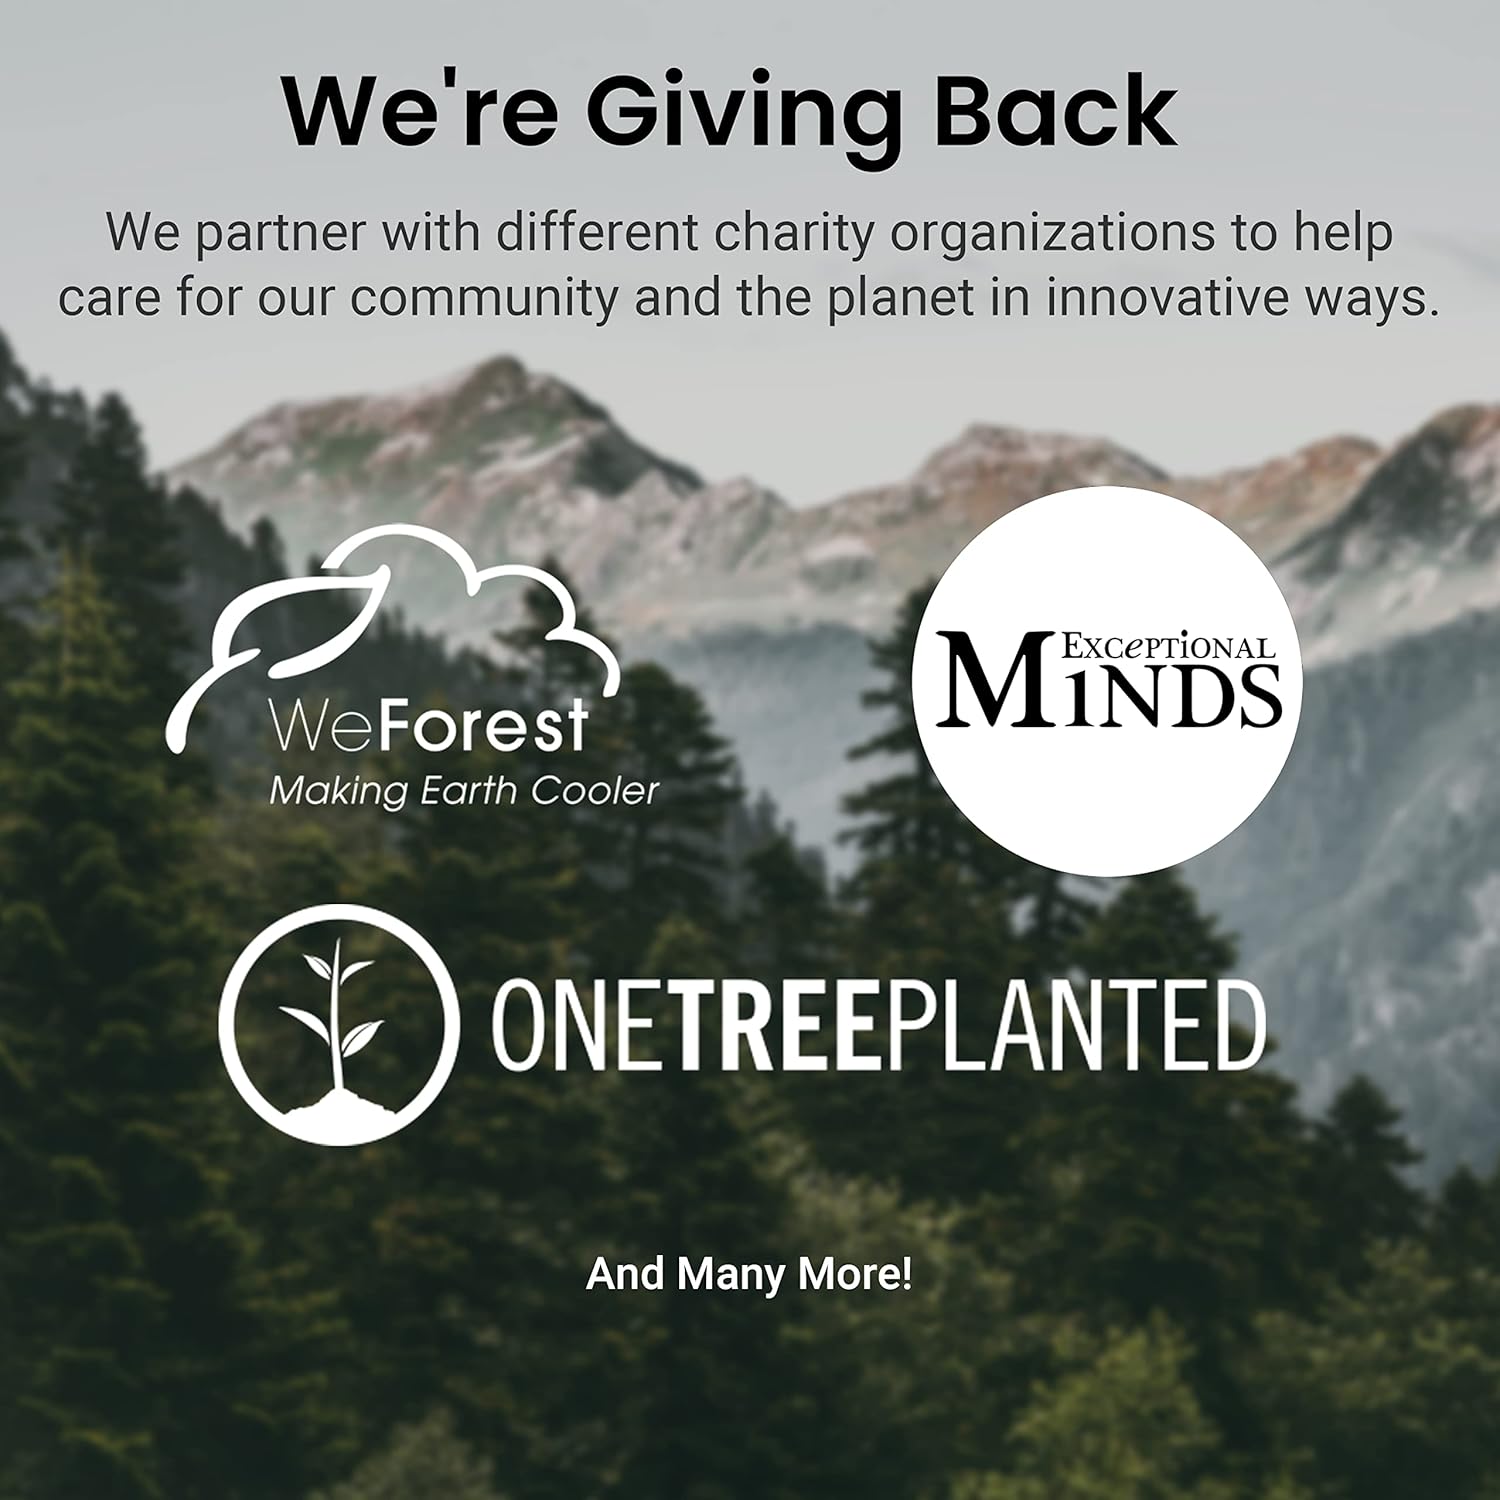 We're Giving Back
We partner with different charity organizations to help
care for our community and the planet in innovative ways.
WeForest
Making Earth Cooler
EXCePTiONAL
MiNDS
ONETREEPLANTED
And Many More!